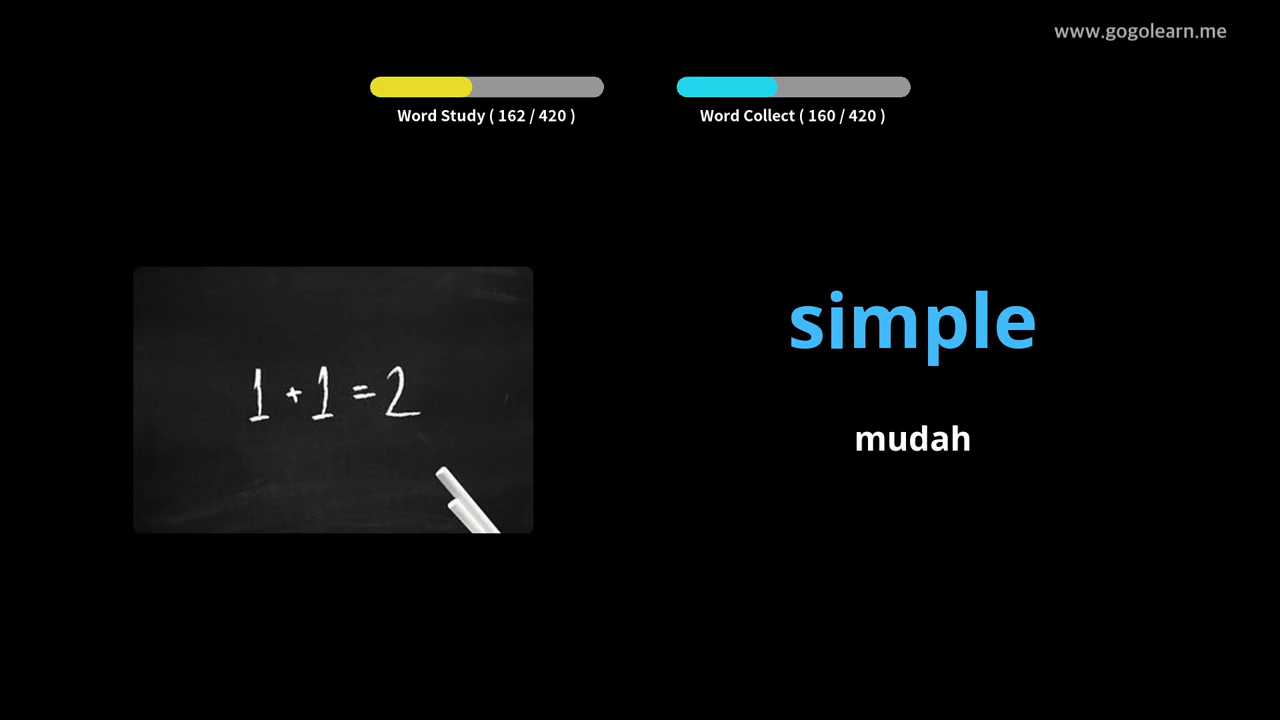 www.gogolearn.me
Word Study ( 162 / 420 )
Word Collect ( 160 / 420 )
1 + 1 = 2
simple
mudah